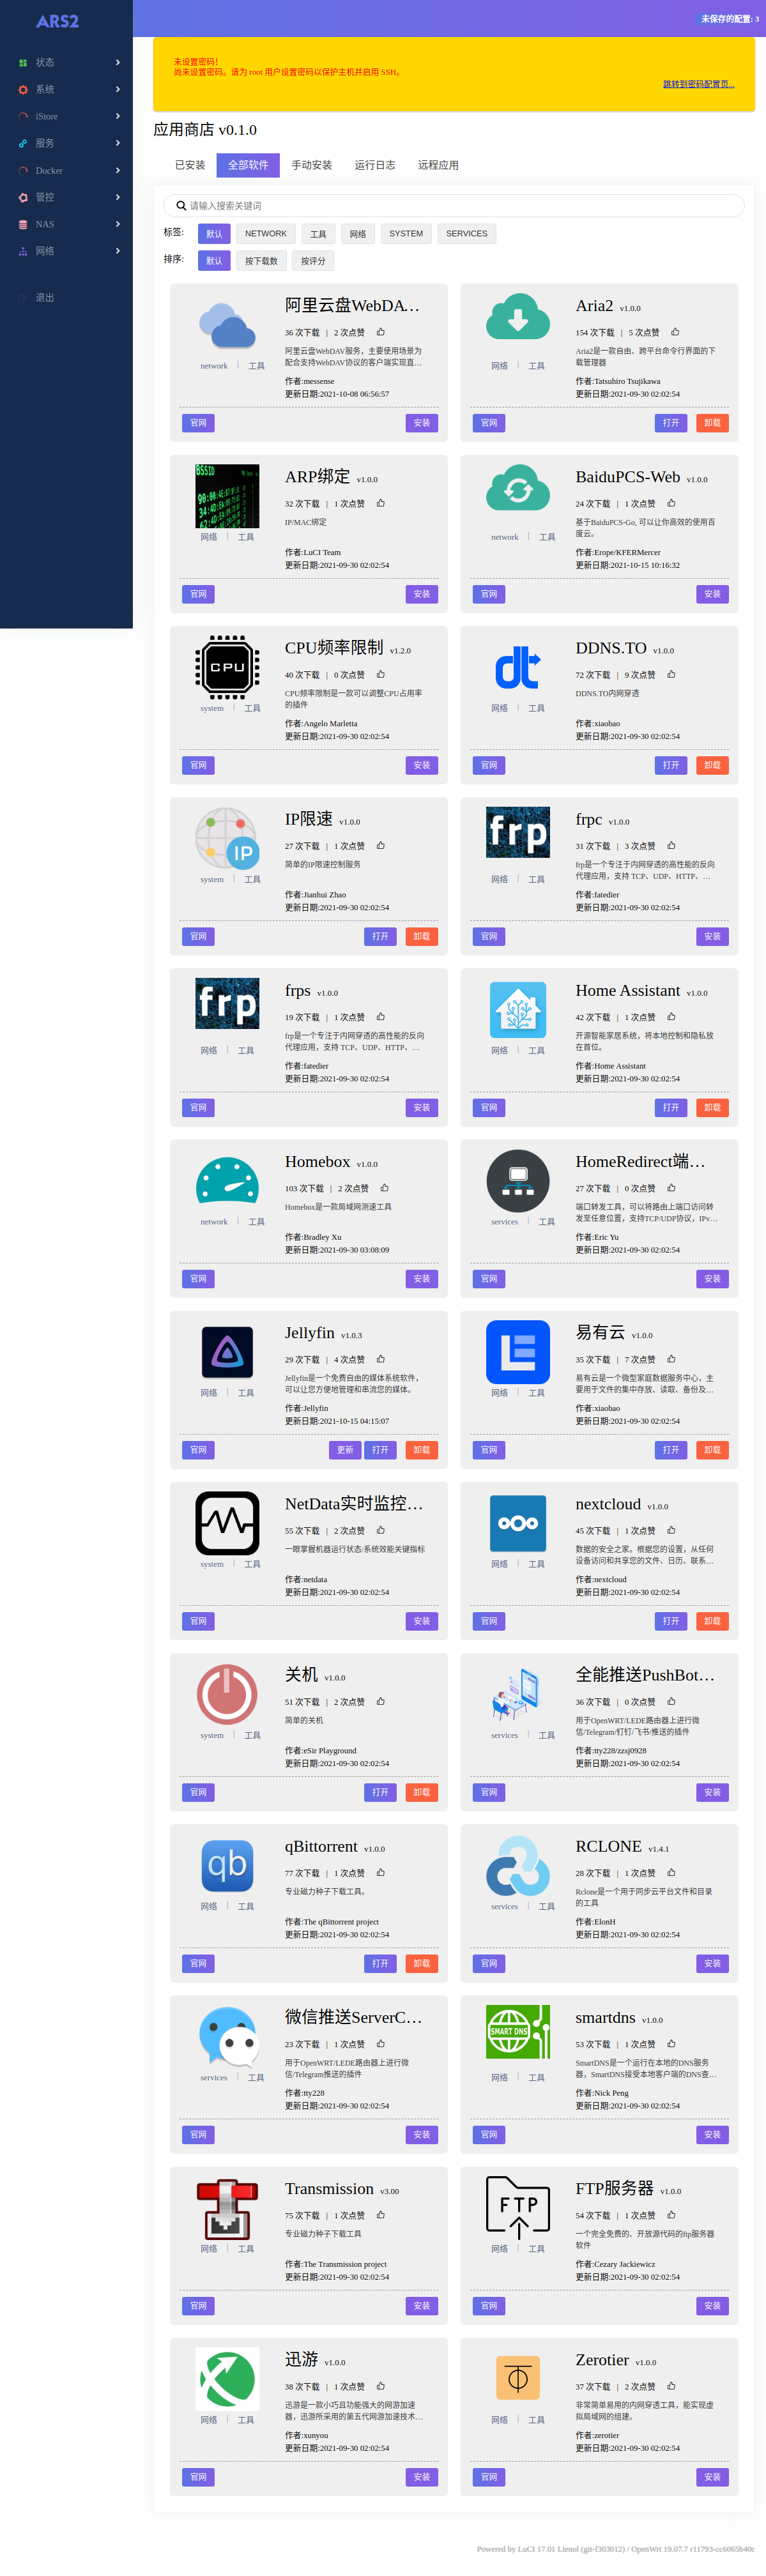 ARS2
未保存的配置: 3
状态
系统
iStore
服务
Docker
管控
NAS
网络
退出
未设置密码！
尚未设置密码。请为 root 用户设置密码以保护主机并启用 SSH。
跳转到密码配置页...
应用商店 v0.1.0
已安装 全部软件 手动安装 运行日志 远程应用
请输入搜索关键词
标签: 默认 NETWORK 工具 网络 SYSTEM SERVICES
排序: 默认 按下载数 按评分
阿里云盘WebDA…
36 次下载 | 2 次点赞
阿里云盘WebDAV服务，主要使用场景为
配合支持WebDAV协议的客户端实现直…
network | 工具
作者:messense
更新日期:2021-10-08 06:56:57
官网 安装
Aria2 v1.0.0
154 次下载 | 5 次点赞
Aria2是一款自由、跨平台命令行界面的下
载管理器
网络 | 工具
作者:Tatsuhiro Tsujikawa
更新日期:2021-09-30 02:02:54
官网 打开 卸载
BSSID
ARP绑定 v1.0.0
32 次下载 | 1 次点赞
IP/MAC绑定
网络 | 工具
作者:LuCI Team
更新日期:2021-09-30 02:02:54
官网 安装
BaiduPCS-Web v1.0.0
24 次下载 | 1 次点赞
基于BaiduPCS-Go, 可以让你高效的使用百
度云。
network | 工具
作者:Erope/KFERMercer
更新日期:2021-10-15 10:16:32
官网 安装
CPU
CPU频率限制 v1.2.0
40 次下载 | 0 次点赞
CPU频率限制是一款可以调整CPU占用率
的插件
system | 工具
作者:Angelo Marletta
更新日期:2021-09-30 02:02:54
官网 安装
DDNS.TO v1.0.0
72 次下载 | 9 次点赞
DDNS.TO内网穿透
网络 | 工具
作者:xiaobao
更新日期:2021-09-30 02:02:54
官网 打开 卸载
IP
IP限速 v1.0.0
27 次下载 | 1 次点赞
简单的IP限速控制服务
system | 工具
作者:Jianhui Zhao
更新日期:2021-09-30 02:02:54
官网 打开 卸载
frp
frpc v1.0.0
31 次下载 | 3 次点赞
frp是一个专注于内网穿透的高性能的反向
代理应用，支持 TCP、UDP、HTTP、…
网络 | 工具
作者:fatedier
更新日期:2021-09-30 02:02:54
官网 安装
frp
frps v1.0.0
19 次下载 | 1 次点赞
frp是一个专注于内网穿透的高性能的反向
代理应用，支持 TCP、UDP、HTTP、…
网络 | 工具
作者:fatedier
更新日期:2021-09-30 02:02:54
官网 安装
Home Assistant v1.0.0
42 次下载 | 1 次点赞
开源智能家居系统，将本地控制和隐私放
在首位。
网络 | 工具
作者:Home Assistant
更新日期:2021-09-30 02:02:54
官网 打开 卸载
Homebox v1.0.0
103 次下载 | 2 次点赞
Homebox是一款局域网测速工具
network | 工具
作者:Bradley Xu
更新日期:2021-09-30 03:08:09
官网 安装
HomeRedirect端…
27 次下载 | 0 次点赞
端口转发工具，可以将路由上端口访问转
发至任意位置，支持TCP/UDP协议，IPv…
services | 工具
作者:Eric Yu
更新日期:2021-09-30 02:02:54
官网 安装
Jellyfin v1.0.3
29 次下载 | 4 次点赞
Jellyfin是一个免费自由的媒体系统软件，
可以让您方便地管理和串流您的媒体。
网络 | 工具
作者:Jellyfin
更新日期:2021-10-15 04:15:07
官网 更新 打开 卸载
易有云 v1.0.0
35 次下载 | 7 次点赞
易有云是一个微型家庭数据服务中心，主
要用于文件的集中存放、读取、备份及…
网络 | 工具
作者:xiaobao
更新日期:2021-09-30 02:02:54
官网 打开 卸载
NetData实时监控…
55 次下载 | 2 次点赞
一眼掌握机器运行状态/系统效能关键指标
system | 工具
作者:netdata
更新日期:2021-09-30 02:02:54
官网 安装
nextcloud v1.0.0
45 次下载 | 1 次点赞
数据的安全之家。根据您的设置，从任何
设备访问和共享您的文件、日历、联系…
网络 | 工具
作者:nextcloud
更新日期:2021-09-30 02:02:54
官网 打开 卸载
关机 v1.0.0
51 次下载 | 2 次点赞
简单的关机
system | 工具
作者:eSir Playground
更新日期:2021-09-30 02:02:54
官网 打开 卸载
全能推送PushBot…
36 次下载 | 0 次点赞
用于OpenWRT/LEDE路由器上进行微
信/Telegram/钉钉/飞书/推送的插件
services | 工具
作者:tty228/zzsj0928
更新日期:2021-09-30 02:02:54
官网 安装
qb
qBittorrent v1.0.0
77 次下载 | 1 次点赞
专业磁力种子下载工具。
网络 | 工具
作者:The qBittorrent project
更新日期:2021-09-30 02:02:54
官网 打开 卸载
RCLONE v1.4.1
28 次下载 | 1 次点赞
Rclone是一个用于同步云平台文件和目录
的工具
services | 工具
作者:ElonH
更新日期:2021-09-30 02:02:54
官网 安装
微信推送ServerC…
23 次下载 | 1 次点赞
用于OpenWRT/LEDE路由器上进行微
信/Telegram推送的插件
services | 工具
作者:tty228
更新日期:2021-09-30 02:02:54
官网 安装
SMART DNS
smartdns v1.0.0
53 次下载 | 1 次点赞
SmartDNS是一个运行在本地的DNS服务
器，SmartDNS接受本地客户端的DNS查…
网络 | 工具
作者:Nick Peng
更新日期:2021-09-30 02:02:54
官网 安装
Transmission v3.00
75 次下载 | 1 次点赞
专业磁力种子下载工具
网络 | 工具
作者:The Transmission project
更新日期:2021-09-30 02:02:54
官网 安装
FTP
FTP服务器 v1.0.0
54 次下载 | 1 次点赞
一个完全免费的、开放源代码的ftp服务器
软件
网络 | 工具
作者:Cezary Jackiewicz
更新日期:2021-09-30 02:02:54
官网 安装
迅游 v1.0.0
38 次下载 | 1 次点赞
迅游是一款小巧且功能强大的网游加速
器，迅游所采用的第五代网游加速技术…
网络 | 工具
作者:xunyou
更新日期:2021-09-30 02:02:54
官网 安装
Zerotier v1.0.0
37 次下载 | 2 次点赞
非常简单易用的内网穿透工具，能实现虚
拟局域网的组建。
网络 | 工具
作者:zerotier
更新日期:2021-09-30 02:02:54
官网 安装
Powered by LuCI 17.01 Lienol (git-f303012) / OpenWrt 19.07.7 r11793-cc6065b40c